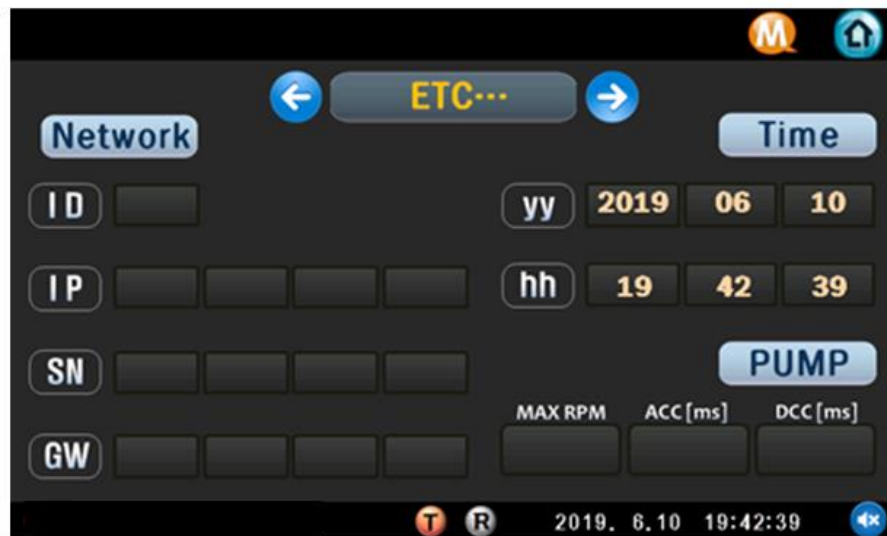 M
ETC···
Network
Time
ID
yy 2019 06 10
IP
hh 19 42 39
SN
PUMP
MAX RPM ACC[ms] DCC[ms]
GW
T R 2019. 6.10 19:42:39